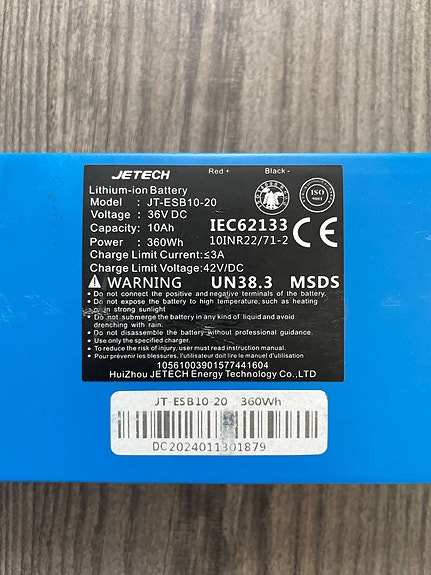 JETECH
Red + Black -
Lithium-ion Battery
Model : JT-ESB10-20
Voltage : 36V DC
Capacity: 10Ah
Power : 360Wh
IEC62133
10INR22/71-2
CE
ISO
Charge Limit Current:≤3A
Charge Limit Voltage:42V/DC
WARNING UN38.3 MSDS
• Do not connect the positive and negative terminals of the battery.
• Do not expose the battery to high temperature, such as heating
in strong sunlight
• Do not submerge the battery in any kind of liquid and avoid
drenching with rain.
• Do not disassemble the battery without professional guidance.
• Use only the specified charger.
• To reduce the risk of injury, user must read instruction manual.
• Pour prévenir les blessures, l'utilisateur doit lire le manuel d'utilisation
10561003901577441604
HuiZhou JETECH Energy Technology Co.,LTD
JT-ESB10-20 360Wh
DC2024011301879